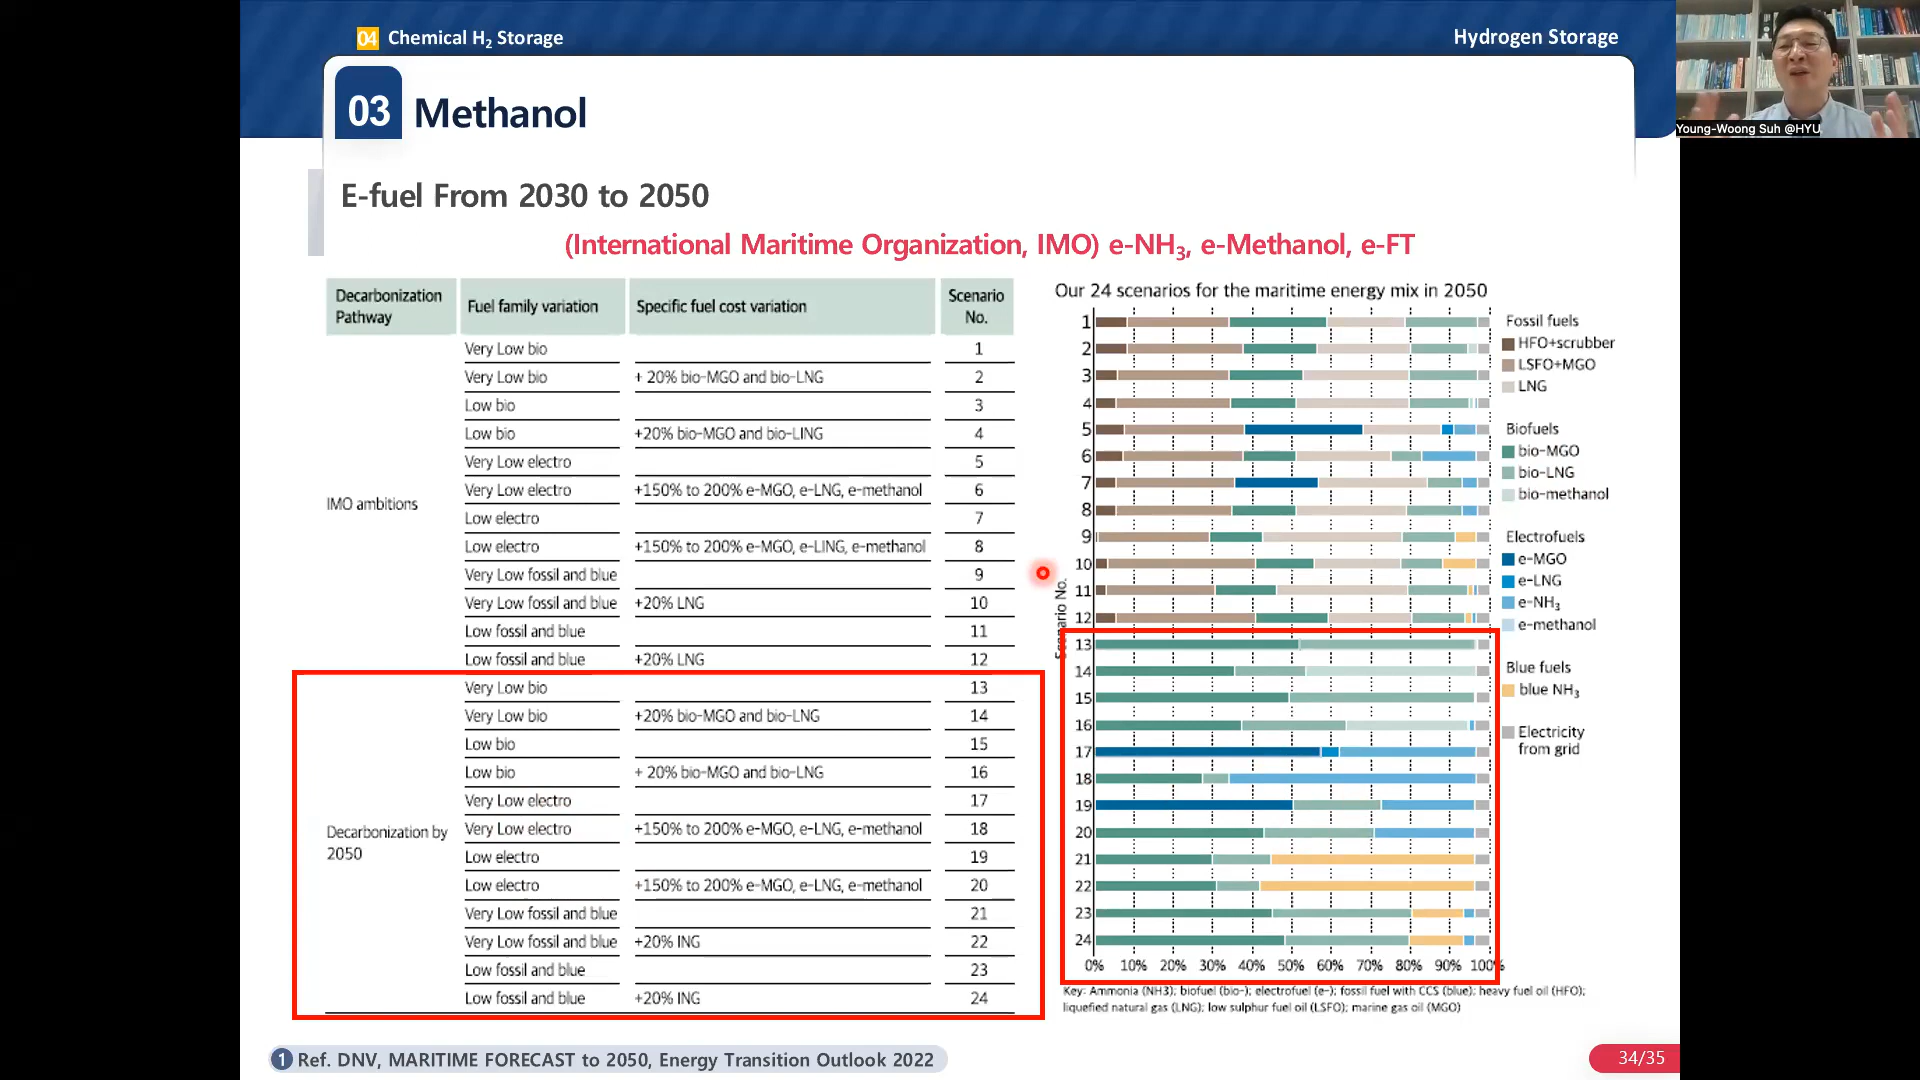 04 Chemical H₂ Storage
Hydrogen Storage
03 Methanol
Young-Woong Suh @HYU
E-fuel From 2030 to 2050
(International Maritime Organization, IMO) e-NH₃, e-Methanol, e-FT
Decarbonization Pathway Fuel family variation Specific fuel cost variation Scenario No.
IMO ambitions
Very Low bio 1
Very Low bio + 20% bio-MGO and bio-LNG 2
Low bio 3
Low bio +20% bio-MGO and bio-LING 4
Very Low electro 5
Very Low electro +150% to 200% e-MGO, e-LNG, e-methanol 6
Low electro 7
Low electro +150% to 200% e-MGO, e-LING, e-methanol 8
Very Low fossil and blue 9
Very Low fossil and blue +20% LNG 10
Low fossil and blue 11
Low fossil and blue +20% LNG 12
Decarbonization by
2050
Very Low bio 13
Very Low bio +20% bio-MGO and bio-LNG 14
Low bio 15
Low bio + 20% bio-MGO and bio-LNG 16
Very Low electro 17
Very Low electro +150% to 200% e-MGO, e-LNG, e-methanol 18
Low electro 19
Low electro +150% to 200% e-MGO, e-LNG, e-methanol 20
Very Low fossil and blue 21
Very Low fossil and blue +20% ING 22
Low fossil and blue 23
Low fossil and blue +20% ING 24
Our 24 scenarios for the maritime energy mix in 2050
Scenario No.
1
2
3
4
5
6
7
8
9
10
11
12
13
14
15
16
17
18
19
20
21
22
23
24
0% 10% 20% 30% 40% 50% 60% 70% 80% 90% 100%
Fossil fuels
HFO+scrubber
LSFO+MGO
LNG
Biofuels
bio-MGO
bio-LNG
bio-methanol
Electrofuels
e-MGO
e-LNG
e-NH₃
e-methanol
Blue fuels
blue NH₃
Electricity
from grid
Key: Ammonia (NH3); biofuel (bio-); electrofuel (e-); fossil fuel with CCS (blue); heavy fuel oil (HFO);
liquefied natural gas (LNG); low sulphur fuel oil (LSFO); marine gas oil (MGO)
1 Ref. DNV, MARITIME FORECAST to 2050, Energy Transition Outlook 2022
34/35